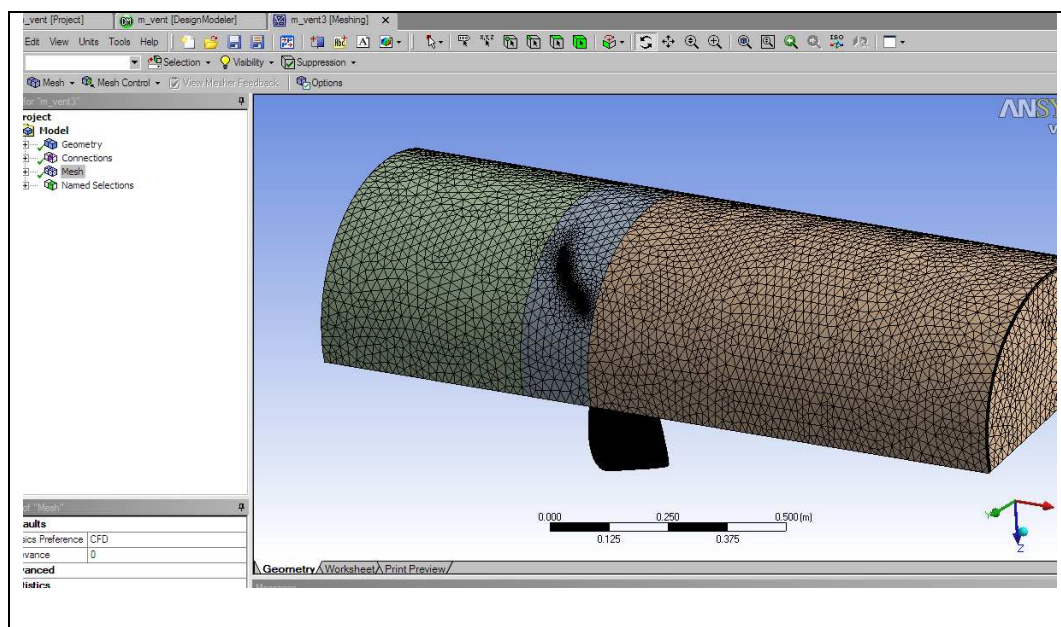 _vent [Project] m_vent [DesignModeler] m_vent3 [Meshing]
Edit View Units Tools Help
Selection Visibility Suppression
Mesh Mesh Control View Mesher Feedback Options
for "m_vent3"
roject
Model
Geometry
Connections
Mesh
Named Selections
ANSY
of "Mesh"
aults
sics Preference CFD
evance 0
vanced
tistics
0.000 0.250 0.500 (m)
0.125 0.375
Y
Z
Geometry Worksheet Print Preview